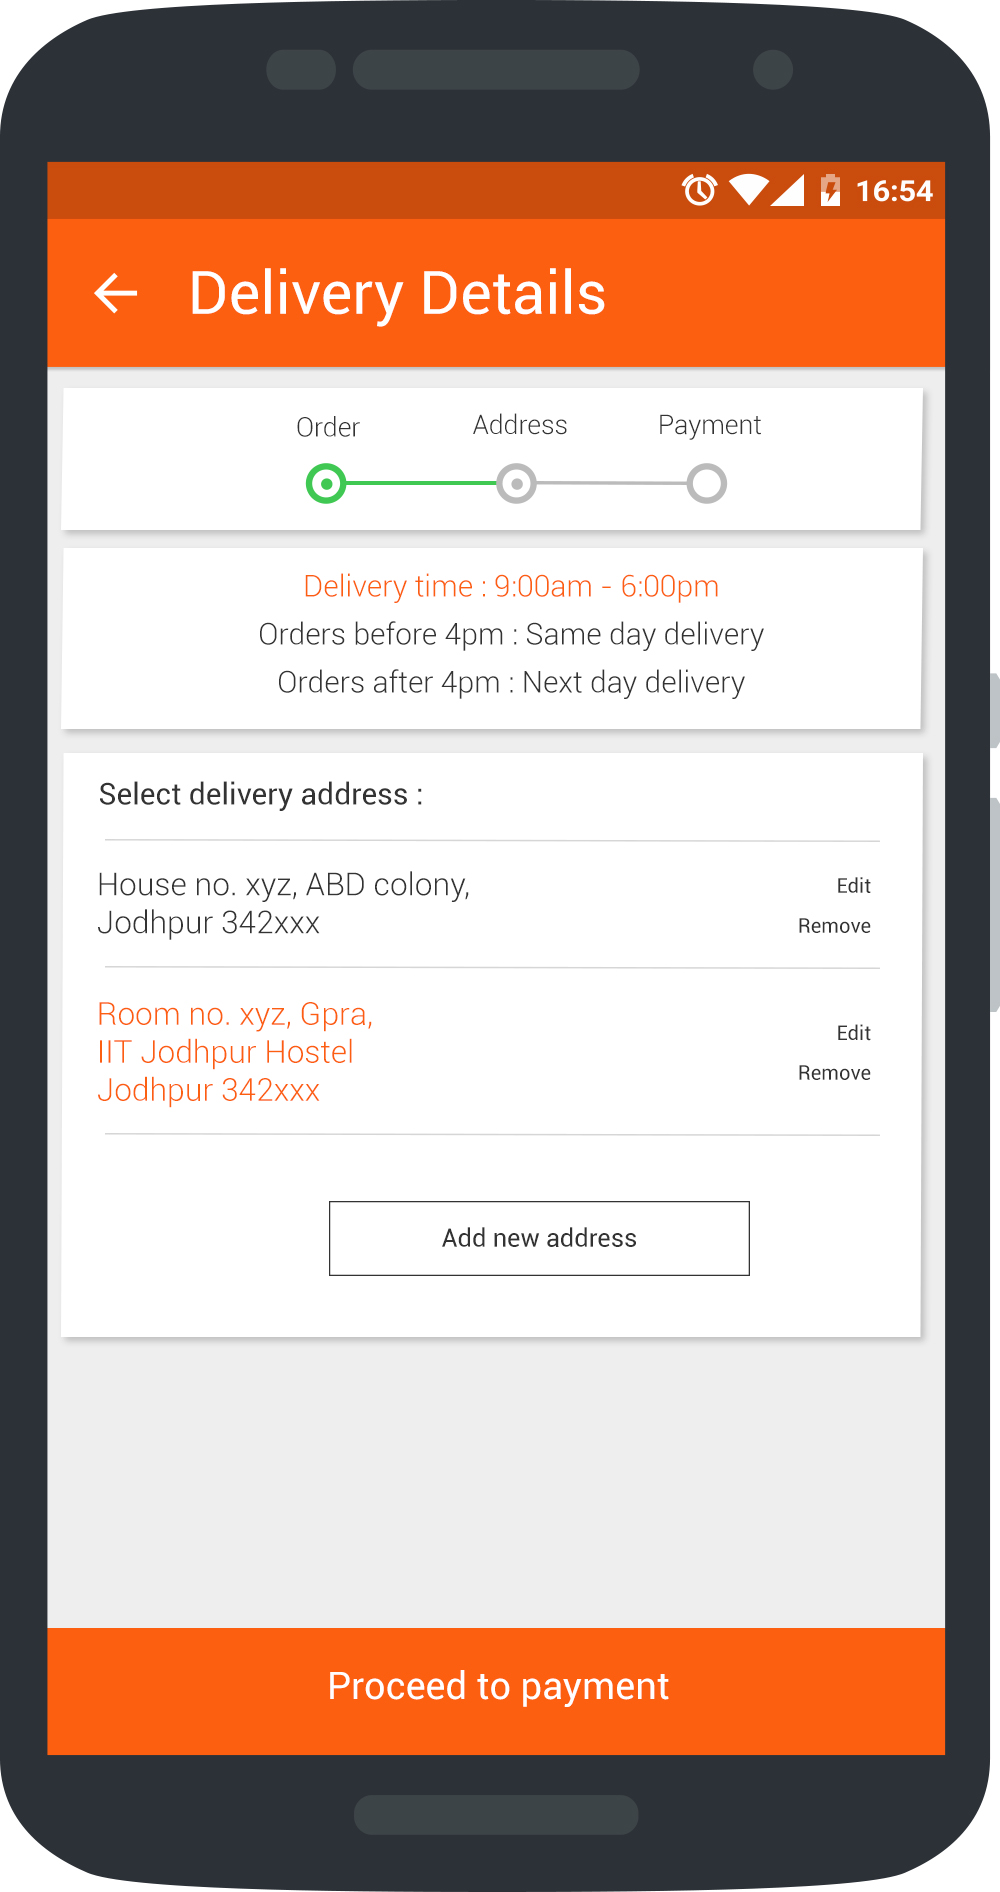 16:54
Delivery Details
Order Address Payment
Delivery time : 9:00am - 6:00pm
Orders before 4pm : Same day delivery
Orders after 4pm : Next day delivery
Select delivery address :
House no. xyz, ABD colony,
Jodhpur 342xxx
Edit
Remove
Room no. xyz, Gpra,
IIT Jodhpur Hostel
Jodhpur 342xxx
Edit
Remove
Add new address
Proceed to payment